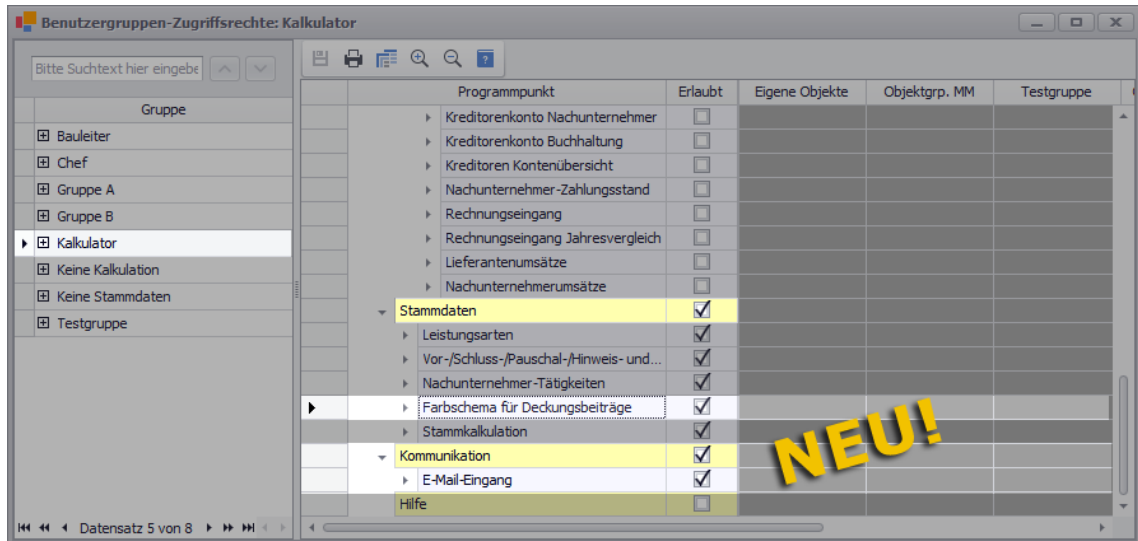 Benutzergruppen-Zugriffsrechte: Kalkulator
Bitte Suchtext hier eingebe
Gruppe
Bauleiter
Chef
Gruppe A
Gruppe B
Kalkulator
Keine Kalkulation
Keine Stammdaten
Testgruppe
Datensatz 5 von 8
Programmpunkt Erlaubt Eigene Objekte Objektgrp. MM Testgruppe
Kreditorenkonto Nachunternehmer
Kreditorenkonto Buchhaltung
Kreditoren Kontenübersicht
Nachunternehmer-Zahlungsstand
Rechnungseingang
Rechnungseingang Jahresvergleich
Lieferantenumsätze
Nachunternehmerumsätze
Stammdaten
Leistungsarten
Vor-/Schluss-/Pauschal-/Hinweis- und...
Nachunternehmer-Tätigkeiten
Farbschema für Deckungsbeiträge
Stammkalkulation
Kommunikation
E-Mail-Eingang
Hilfe
NEU!